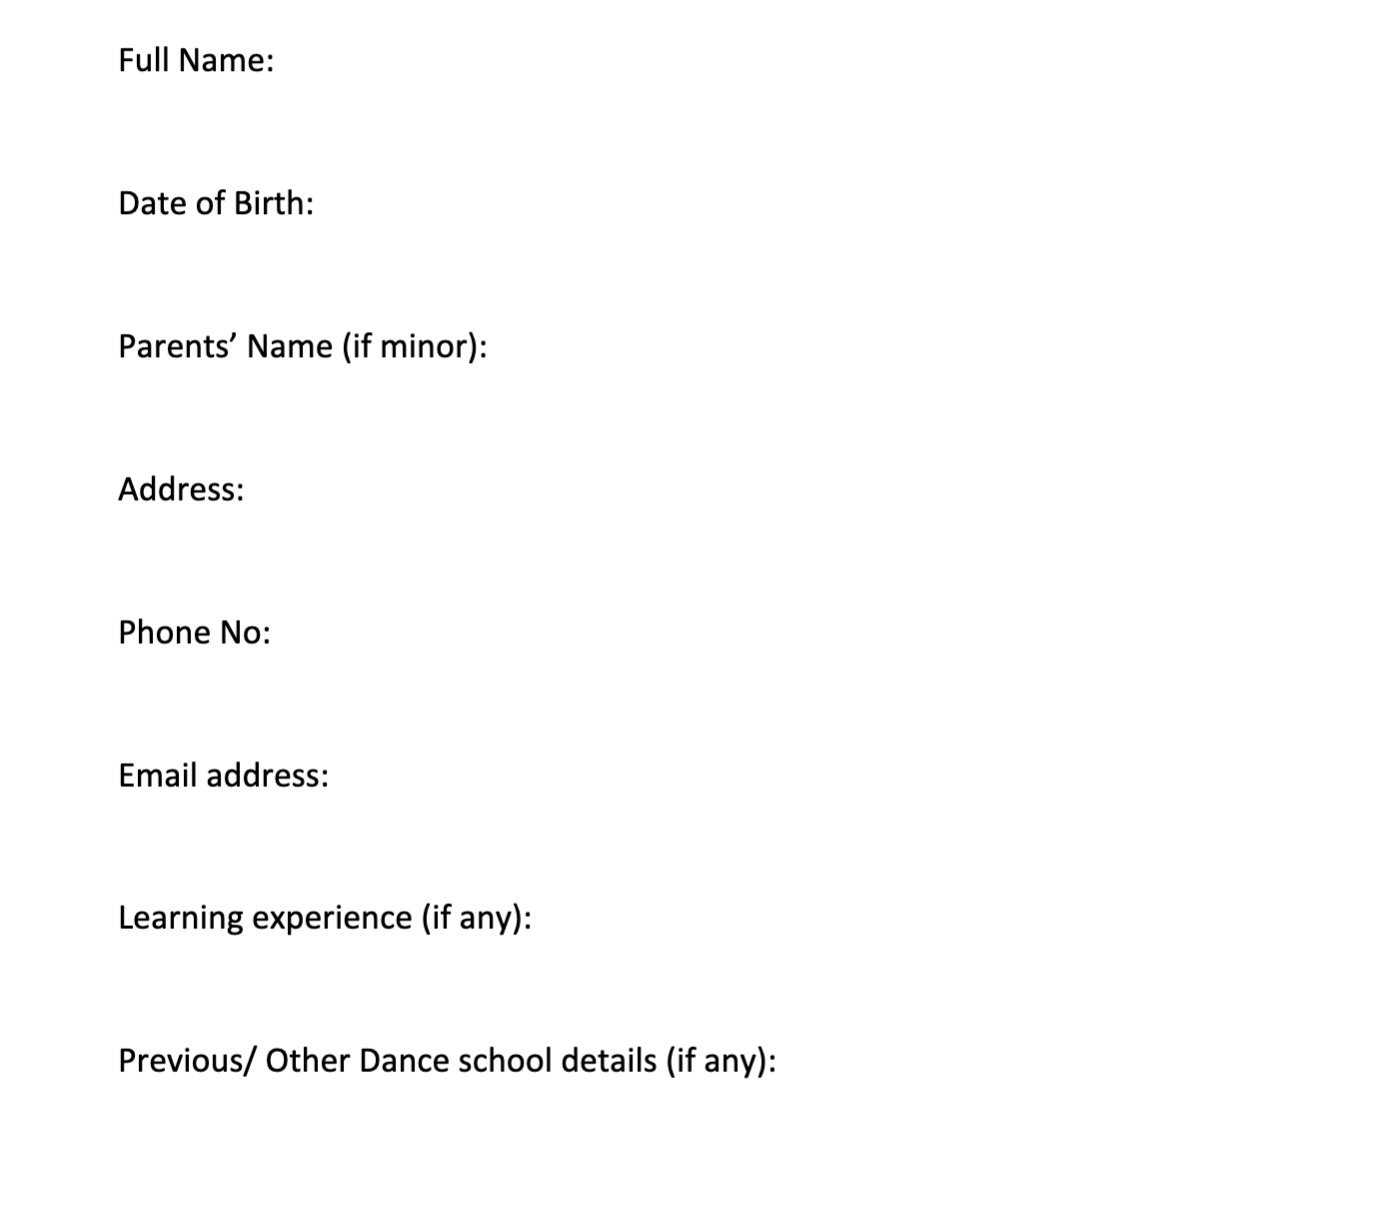 Full Name:
Date of Birth:
Parents’ Name (if minor):
Address:
Phone No:
Email address:
Learning experience (if any):
Previous/ Other Dance school details (if any):